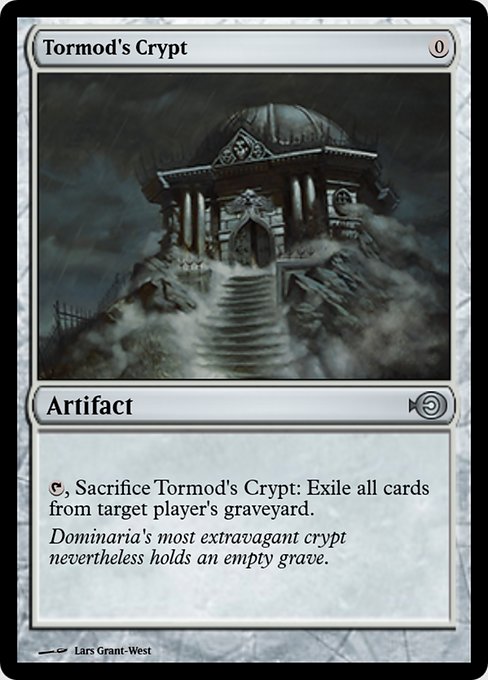 Tormod's Crypt 0
Artifact
, Sacrifice Tormod's Crypt: Exile all cards
from target player's graveyard.
Dominaria's most extravagant crypt
nevertheless holds an empty grave.
Lars Grant-West